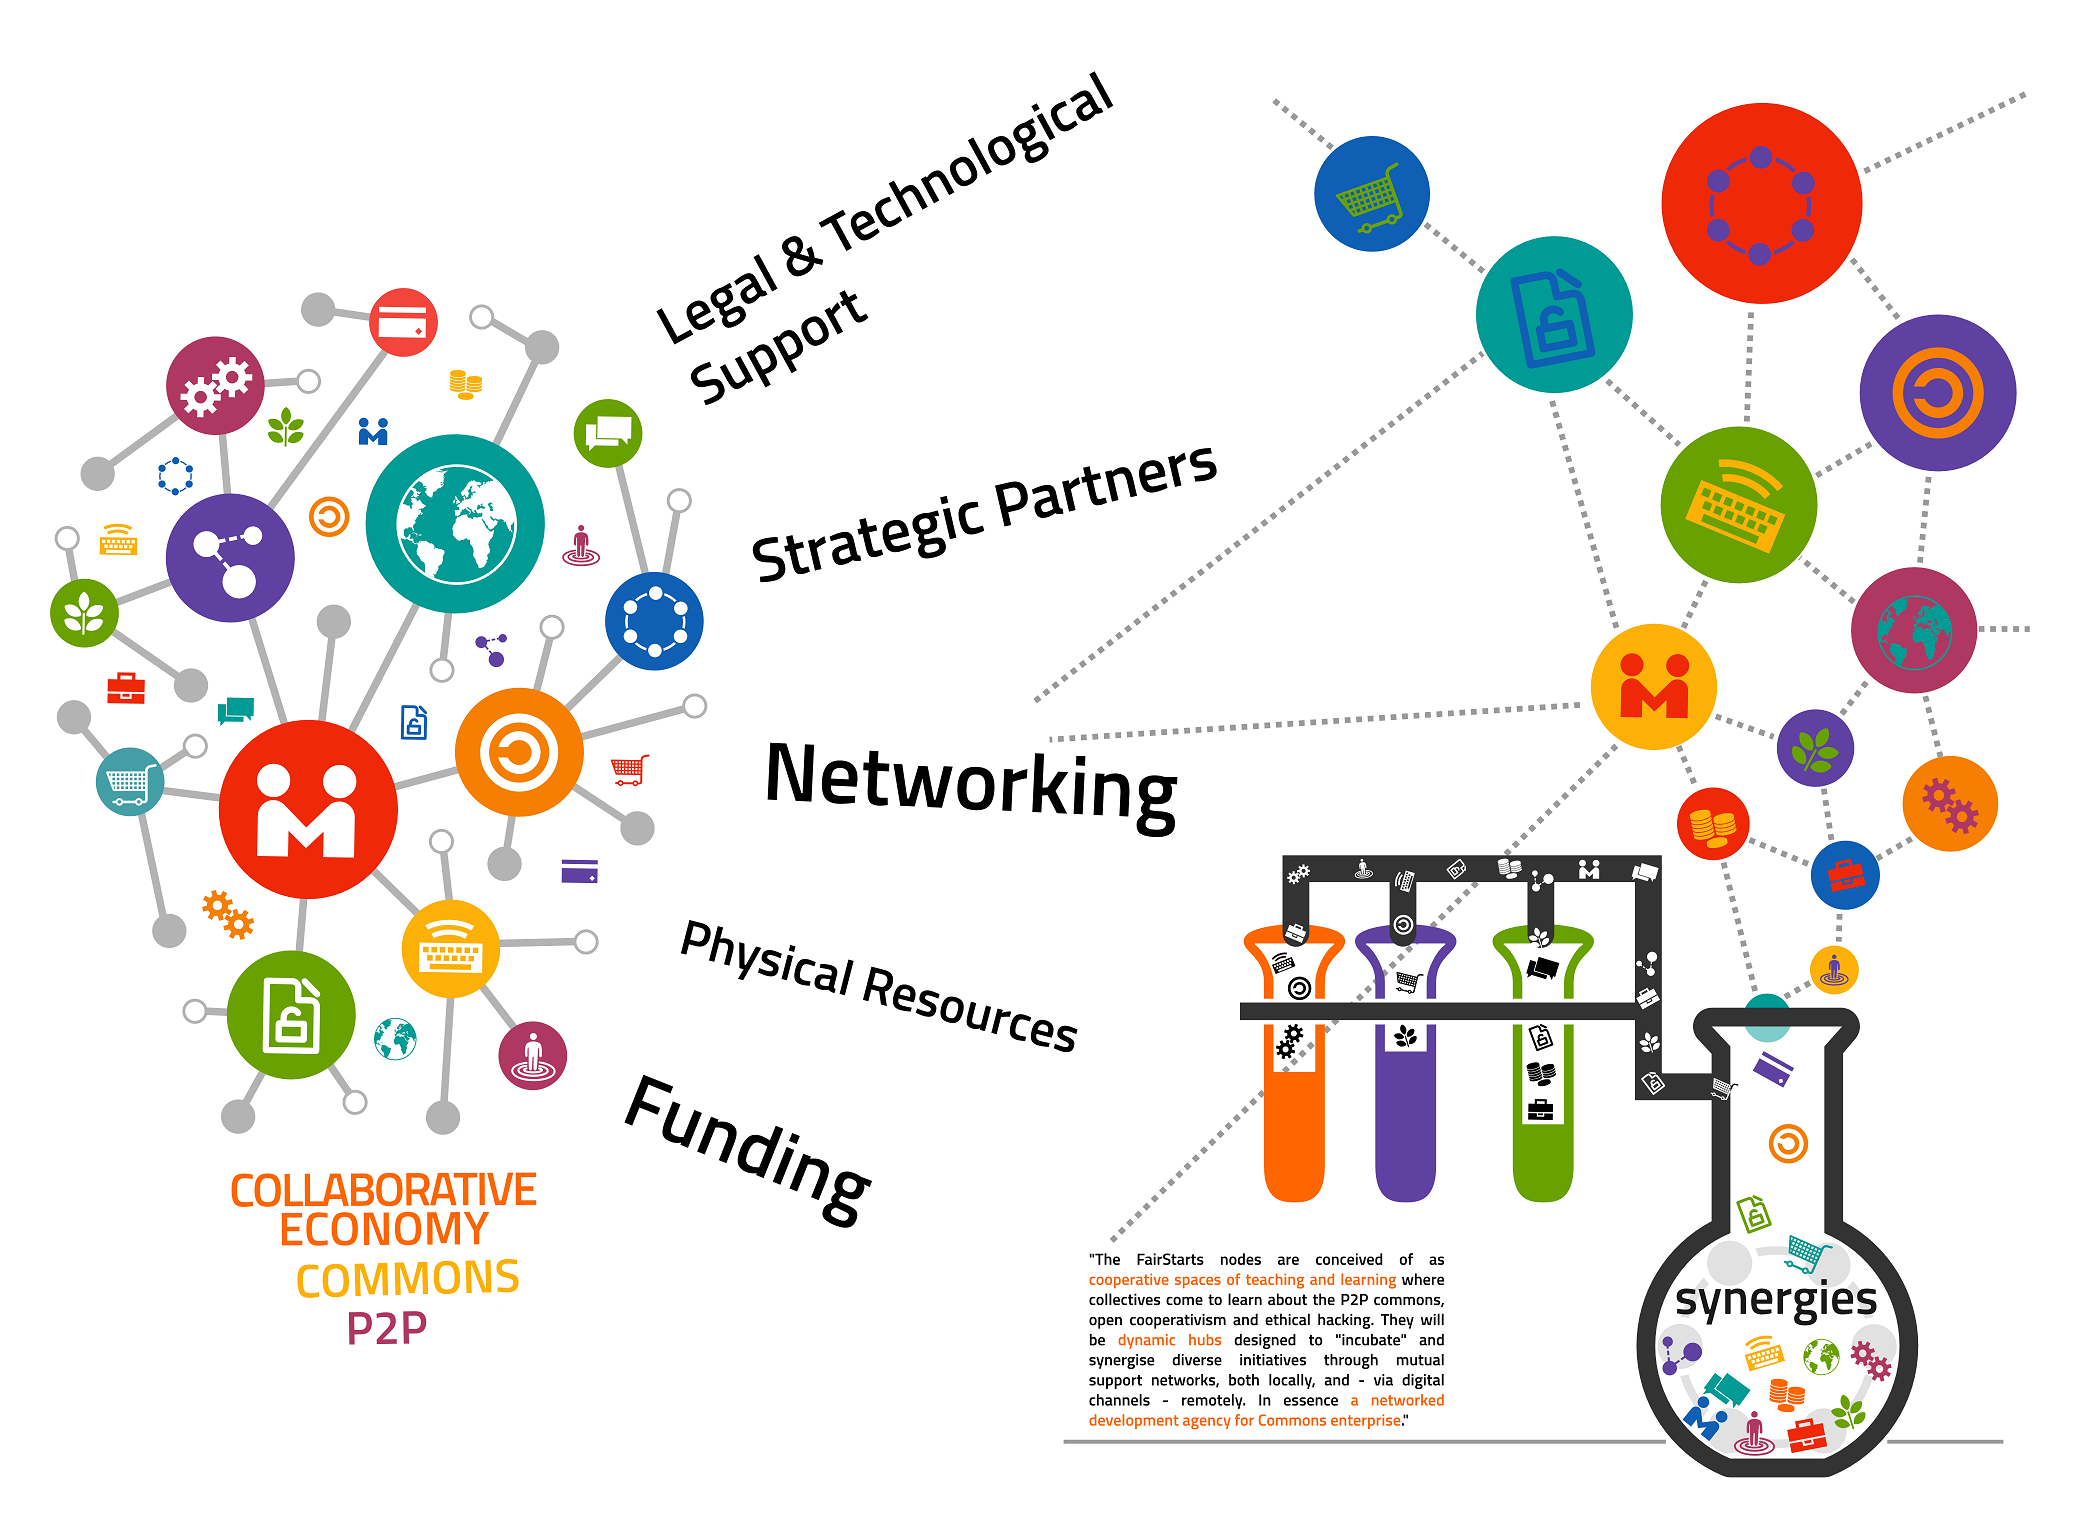 Legal & Technological
Support
Strategic Partners
Networking
Physical Resources
Funding
COLLABORATIVE
ECONOMY
COMMONS
P2P
"The FairStarts nodes are conceived of as
cooperative spaces of teaching and learning where
collectives come to learn about the P2P commons,
open cooperativism and ethical hacking. They will
be dynamic hubs designed to "incubate" and
synergise diverse initiatives through mutual
support networks, both locally, and - via digital
channels - remotely. In essence a networked
development agency for Commons enterprise."
synergies